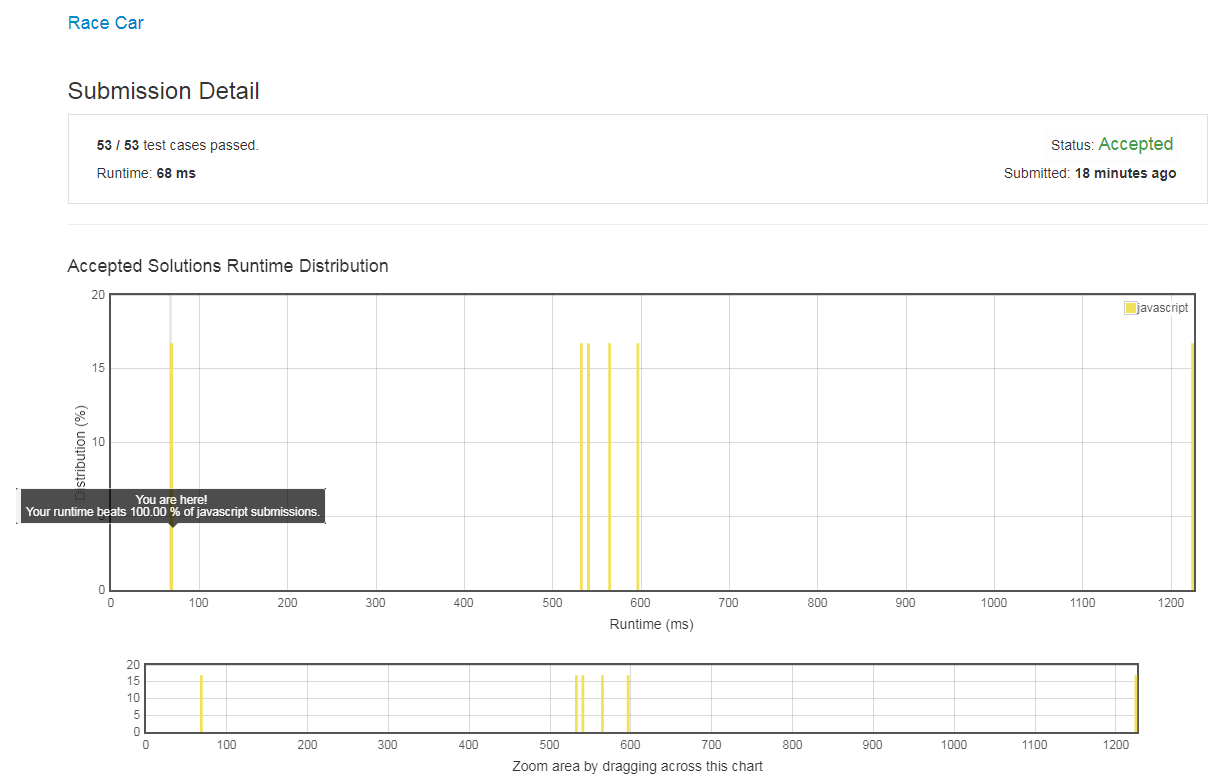 Race Car
Submission Detail
53 / 53 test cases passed.
Status: Accepted
Runtime: 68 ms
Submitted: 18 minutes ago
Accepted Solutions Runtime Distribution
javascript
20
15
10
0
Distribution (%)
You are here!
Your runtime beats 100.00 % of javascript submissions.
0 100 200 300 400 500 600 700 800 900 1000 1100 1200
Runtime (ms)
20
15
10
5
0
0 100 200 300 400 500 600 700 800 900 1000 1100 1200
Zoom area by dragging across this chart